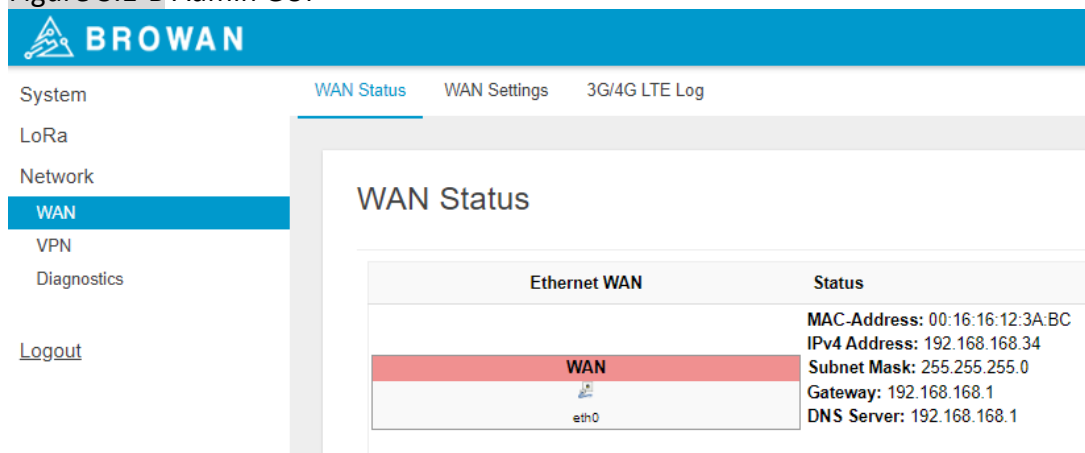 BROWAN
System
LoRa
Network
WAN
VPN
Diagnostics
Logout
WAN Status WAN Settings 3G/4G LTE Log
WAN Status
Ethernet WAN Status
WAN
eth0
MAC-Address: 00:16:16:12:3A:BC
IPv4 Address: 192.168.168.34
Subnet Mask: 255.255.255.0
Gateway: 192.168.168.1
DNS Server: 192.168.168.1